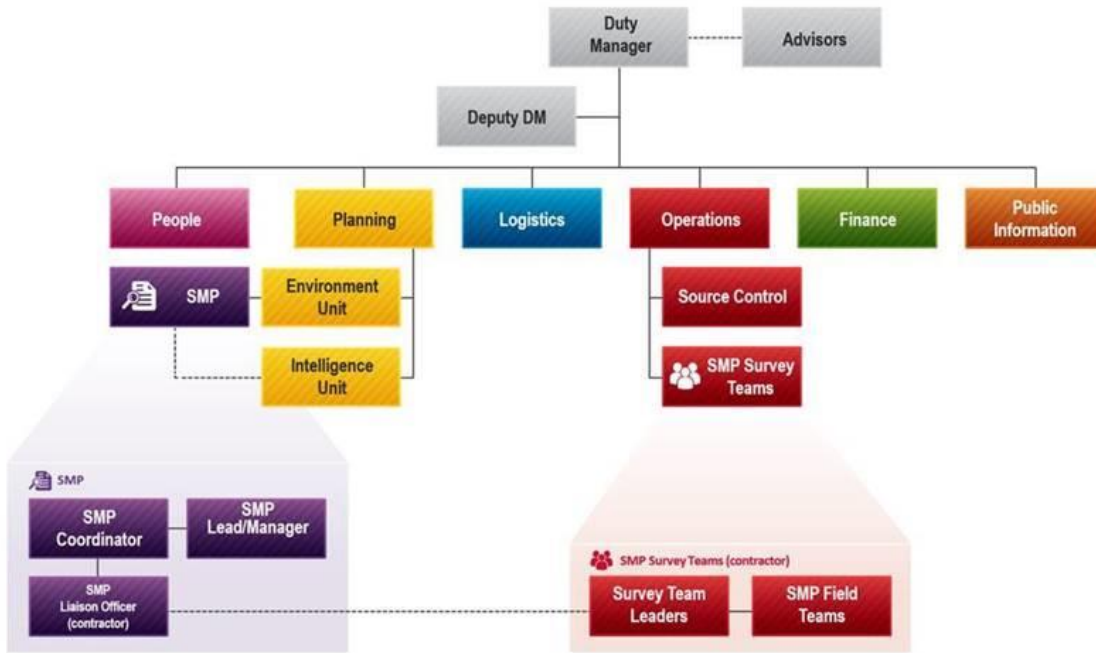 Duty
Manager
Advisors
Deputy DM
People
Planning
Logistics
Operations
Finance
Public
Information
SMP
Environment
Unit
Source Control
Intelligence
Unit
SMP Survey
Teams
SMP
SMP
Coordinator
SMP
Lead/Manager
SMP
Liaison Officer
(contractor)
SMP Survey Teams (contractor)
Survey Team
Leaders
SMP Field
Teams